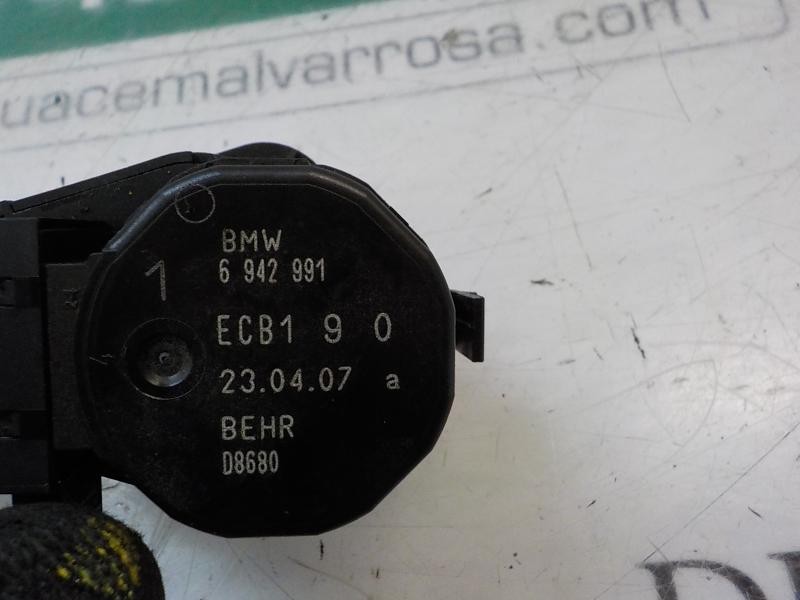 uacemalvarrosa.com
BMW
1
6 942 991
ECB1 9 0
23.04.07 a
BEHR
D8680